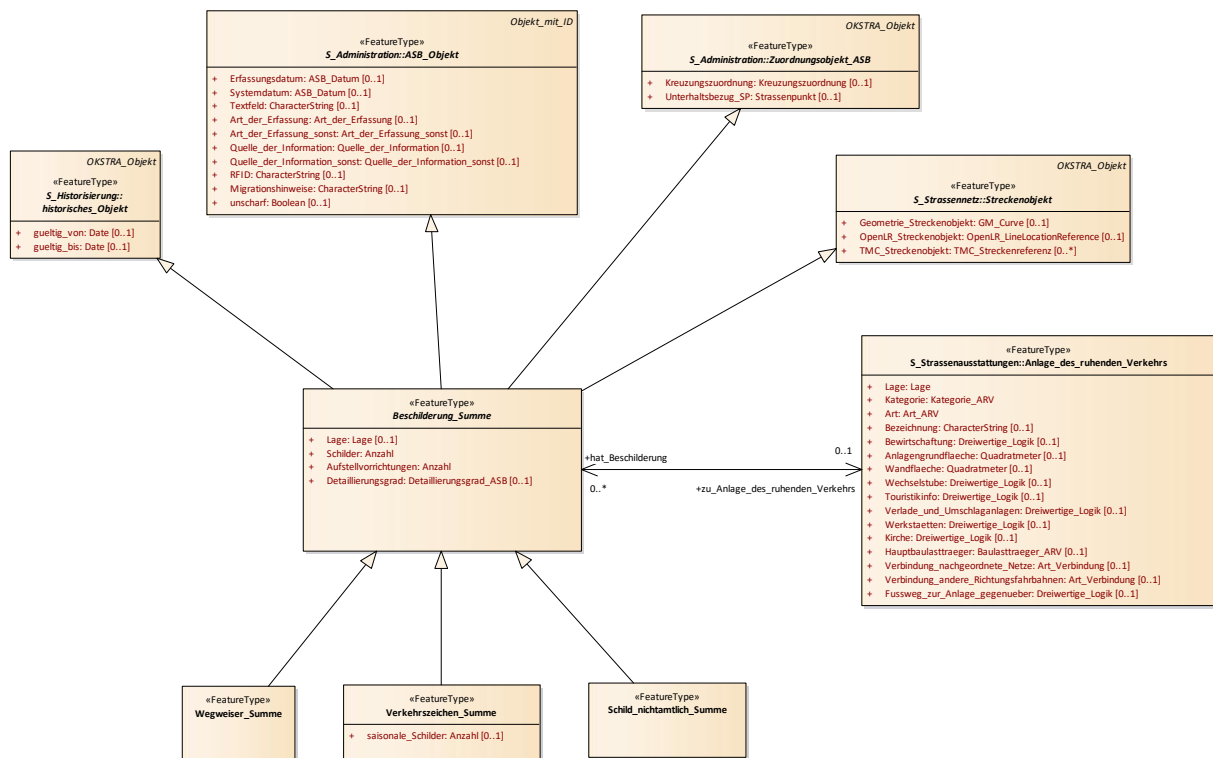 Objekt_mit_ID
«FeatureType»
S_Administration::ASB_Objekt
+ Erfassungsdatum: ASB_Datum [0..1]
+ Systemdatum: ASB_Datum [0..1]
+ Textfeld: CharacterString [0..1]
+ Art_der_Erfassung: Art_der_Erfassung [0..1]
+ Art_der_Erfassung_sonst: Art_der_Erfassung_sonst [0..1]
+ Quelle_der_Information: Quelle_der_Information [0..1]
+ Quelle_der_Information_sonst: Quelle_der_Information_sonst [0..1]
+ RFID: CharacterString [0..1]
+ Migrationshinweise: CharacterString [0..1]
+ unscharf: Boolean [0..1]
OKSTRA_Objekt
«FeatureType»
S_Administration::Zuordnungsobjekt_ASB
+ Kreuzungszuordnung: Kreuzungszuordnung [0..1]
+ Unterhaltsbezug_SP: Strassenpunkt [0..1]
OKSTRA_Objekt
«FeatureType»
S_Historisierung::
historisches_Objekt
+ gueltig_von: Date [0..1]
+ gueltig_bis: Date [0..1]
OKSTRA_Objekt
«FeatureType»
S_Strassennetz::Streckenobjekt
+ Geometrie_Streckenobjekt: GM_Curve [0..1]
+ OpenLR_Streckenobjekt: OpenLR_LineLocationReference [0..1]
+ TMC_Streckenobjekt: TMC_Streckenreferenz [0..*]
«FeatureType»
S_Strassenausstattungen::Anlage_des_ruhenden_Verkehrs
+ Lage: Lage
+ Kategorie: Kategorie_ARV
+ Art: Art_ARV
+ Bezeichnung: CharacterString [0..1]
+ Bewirtschaftung: Dreiwertige_Logik [0..1]
+ Anlagengrundflaeche: Quadratmeter [0..1]
+ Wandflaeche: Quadratmeter [0..1]
+ Wechselstube: Dreiwertige_Logik [0..1]
+ Touristikinfo: Dreiwertige_Logik [0..1]
+ Verlade_und_Umschlaganlagen: Dreiwertige_Logik [0..1]
+ Werkstaetten: Dreiwertige_Logik [0..1]
+ Kirche: Dreiwertige_Logik [0..1]
+ Hauptbaulasttraeger: Baulasttraeger_ARV [0..1]
+ Verbindung_nachgeordnete_Netze: Art_Verbindung [0..1]
+ Verbindung_andere_Richtungsfahrbahnen: Art_Verbindung [0..1]
+ Fussweg_zur_Anlage_gegenueber: Dreiwertige_Logik [0..1]
«FeatureType»
Beschilderung_Summe
+ Lage: Lage [0..1]
+ Schilder: Anzahl
+ Aufstellvorrichtungen: Anzahl
+ Detaillierungsgrad: Detaillierungsgrad_ASB [0..1]
+hat_Beschilderung
0..1
0..*
+zu_Anlage_des_ruhenden_Verkehrs
«FeatureType»
Wegweiser_Summe
«FeatureType»
Verkehrszeichen_Summe
+ saisonale_Schilder: Anzahl [0..1]
«FeatureType»
Schild_nichtamtlich_Summe